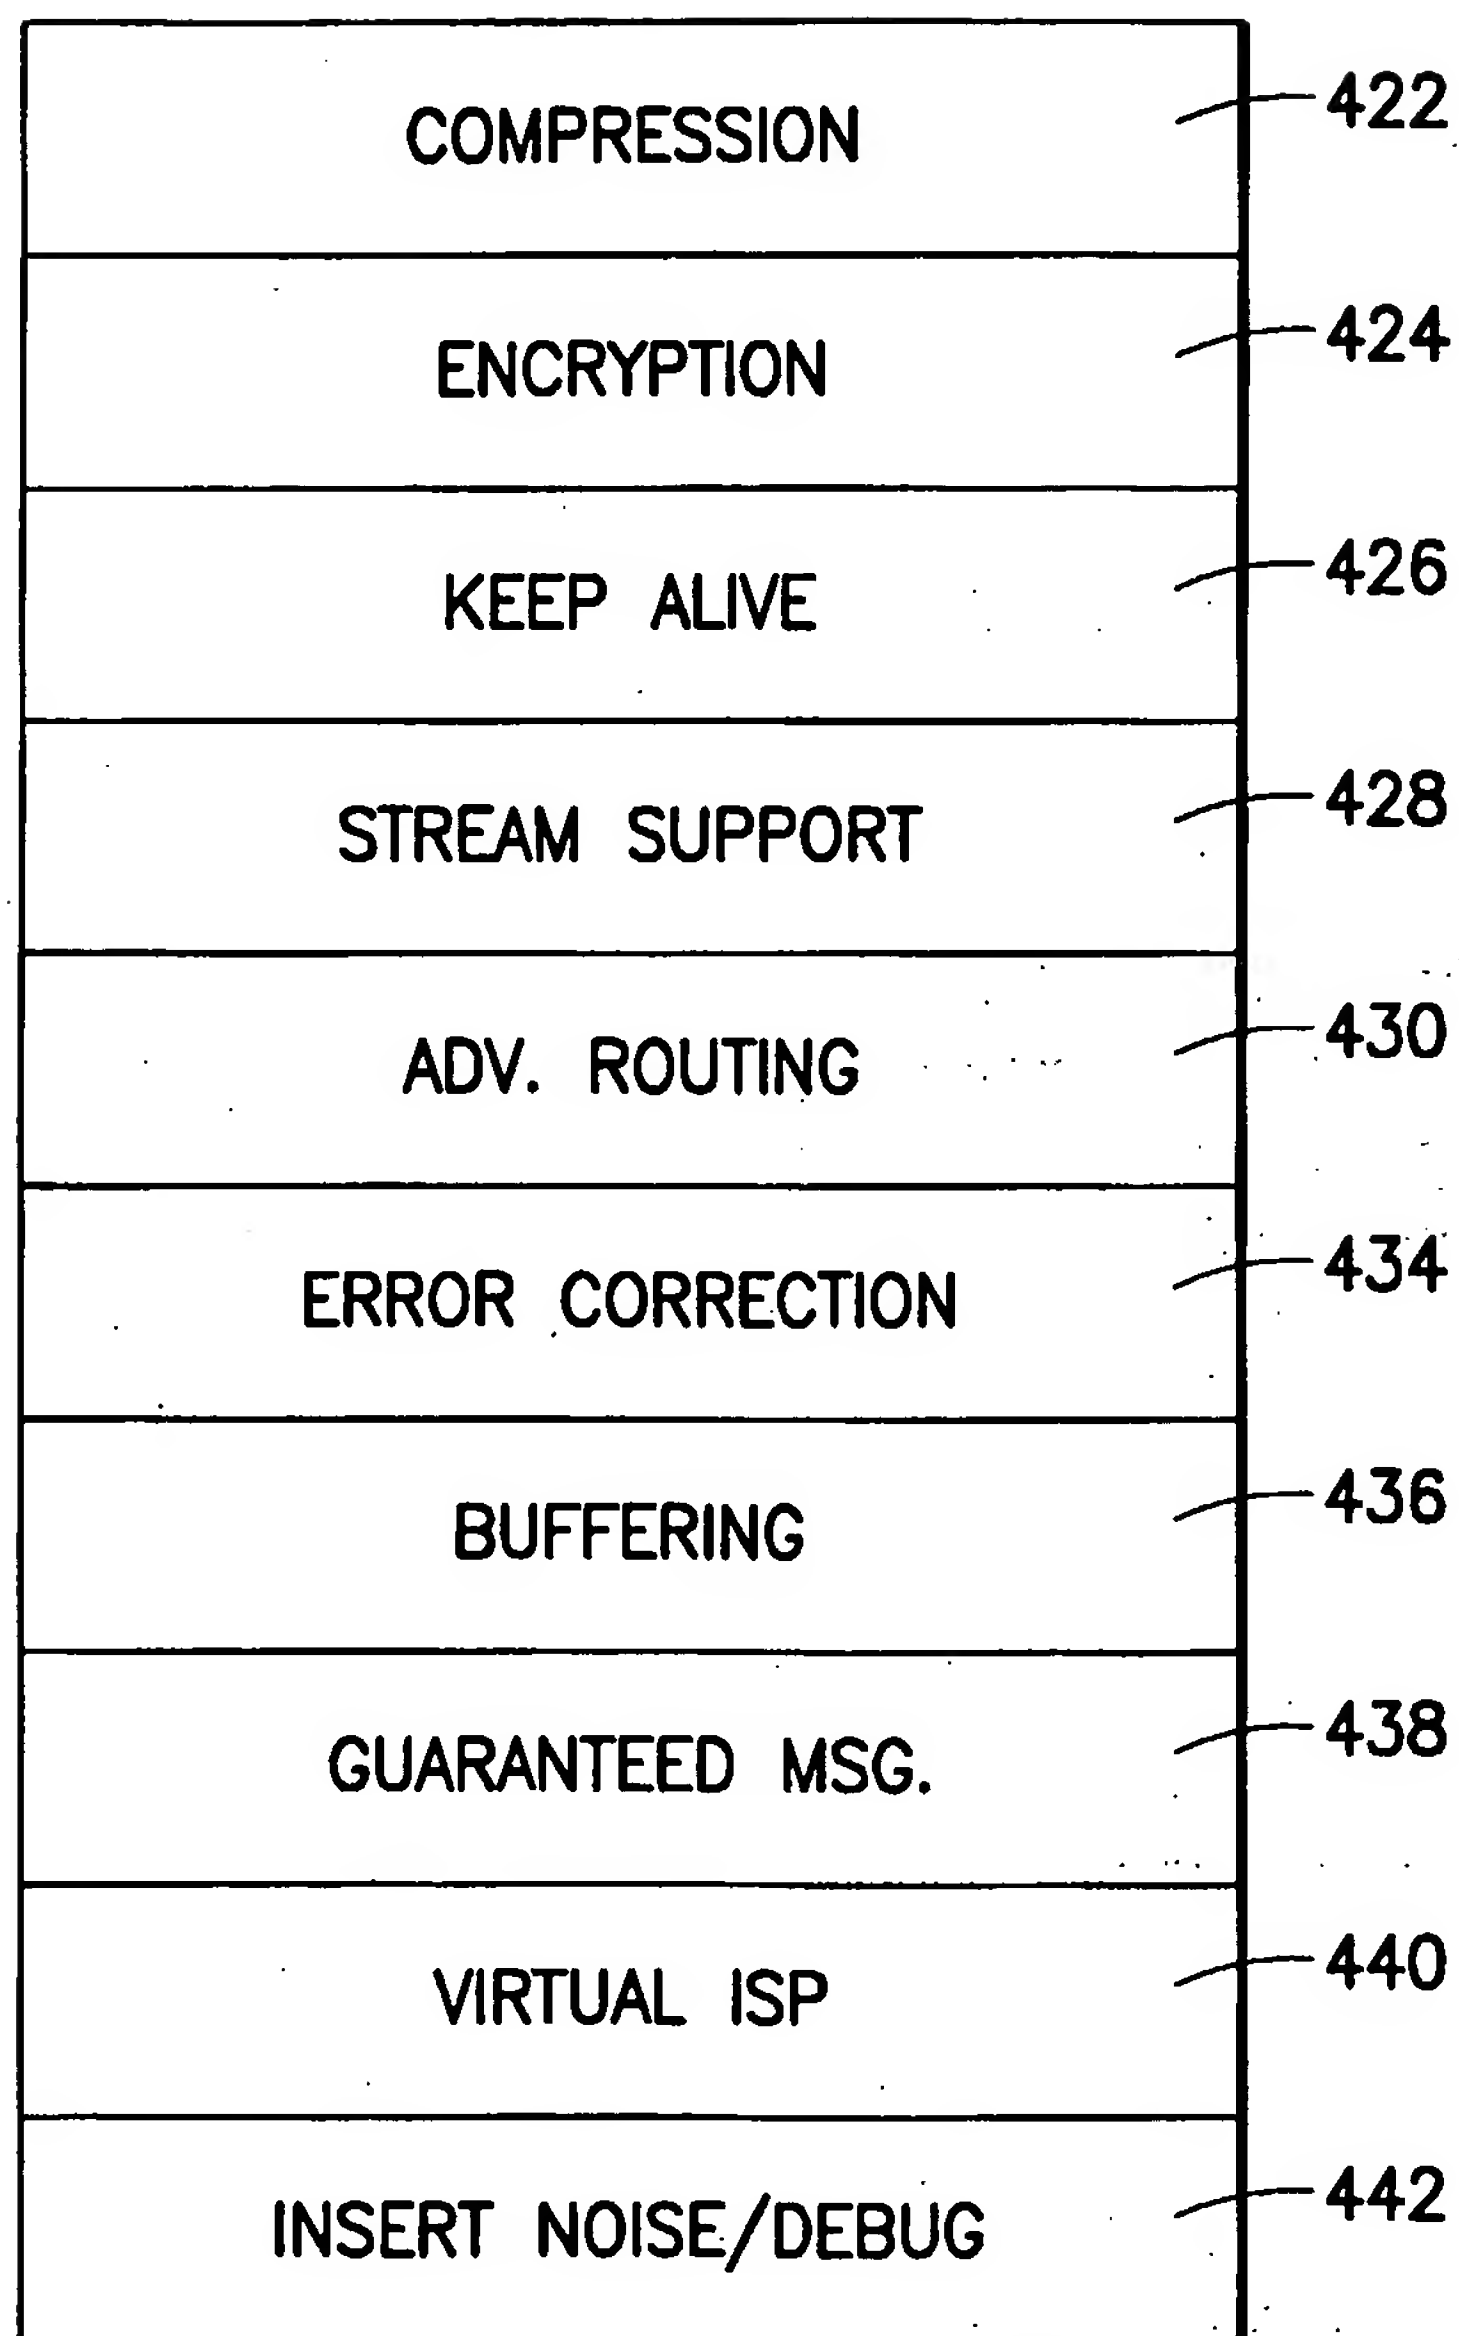 COMPRESSION 422
ENCRYPTION 424
KEEP ALIVE 426
STREAM SUPPORT 428
ADV. ROUTING 430
ERROR CORRECTION 434
BUFFERING 436
GUARANTEED MSG. 438
VIRTUAL ISP 440
INSERT NOISE/DEBUG 442